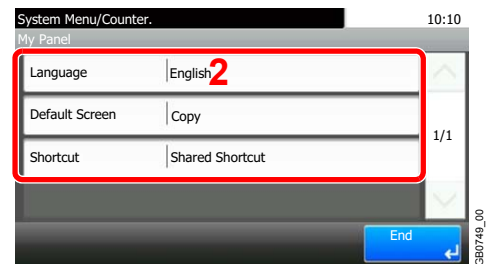 System Menu/Counter. 10:10
My Panel
Language English 2
Default Screen Copy
1/1
Shortcut Shared Shortcut
End
GB0749_00